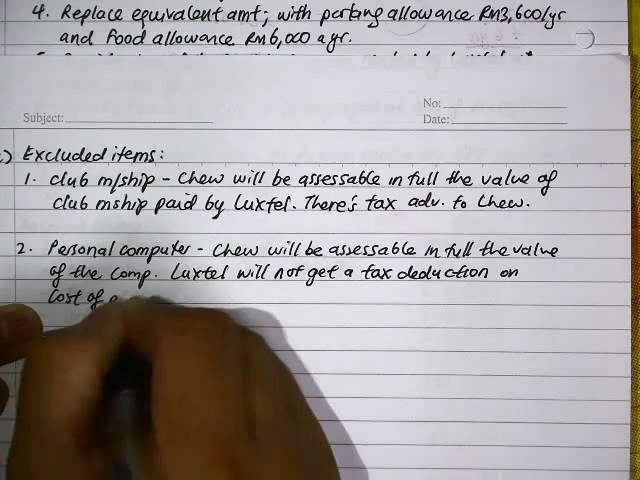 4. Replace equivalent amt; with parking allowance RM3,600/yr
and food allowance RM6,000 a yr.
No:
Subject:
Date:
) Excluded items:
1. Club m/ship - Chew will be assessable in full the value of
club mship paid by Luxtel. There's tax adv. to Chew.
2. Personal computer - Chew will be assessable in full the value
of the comp. Luxtel will not get a tax deduction on
cost of